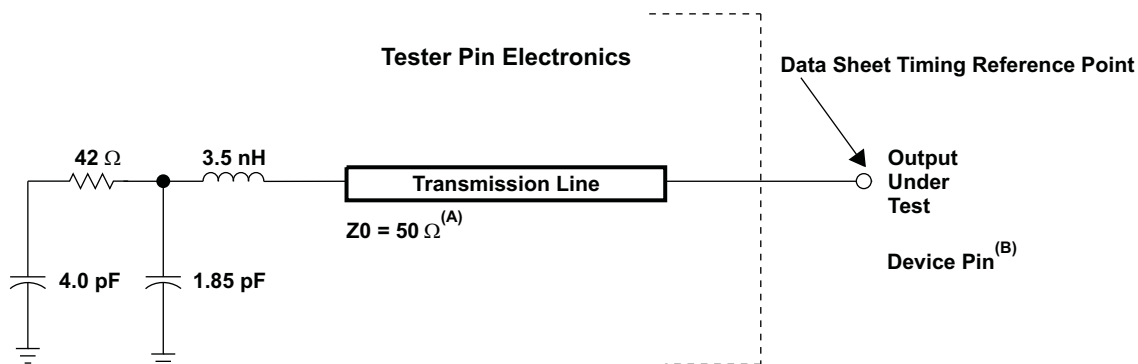 Tester Pin Electronics
Data Sheet Timing Reference Point
42 Ω
3.5 nH
Transmission Line
Output
Under
Test
Z0 = 50 Ω(A)
Device Pin(B)
4.0 pF
1.85 pF